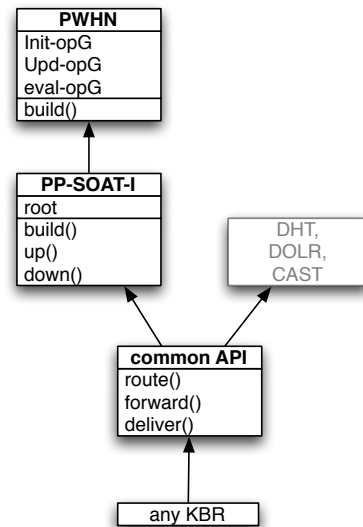 PWHN
Init-opG
Upd-opG
eval-opG
build()
PP-SOAT-I
root
build()
up()
down()
DHT,
DOLR,
CAST
common API
route()
forward()
deliver()
any KBR